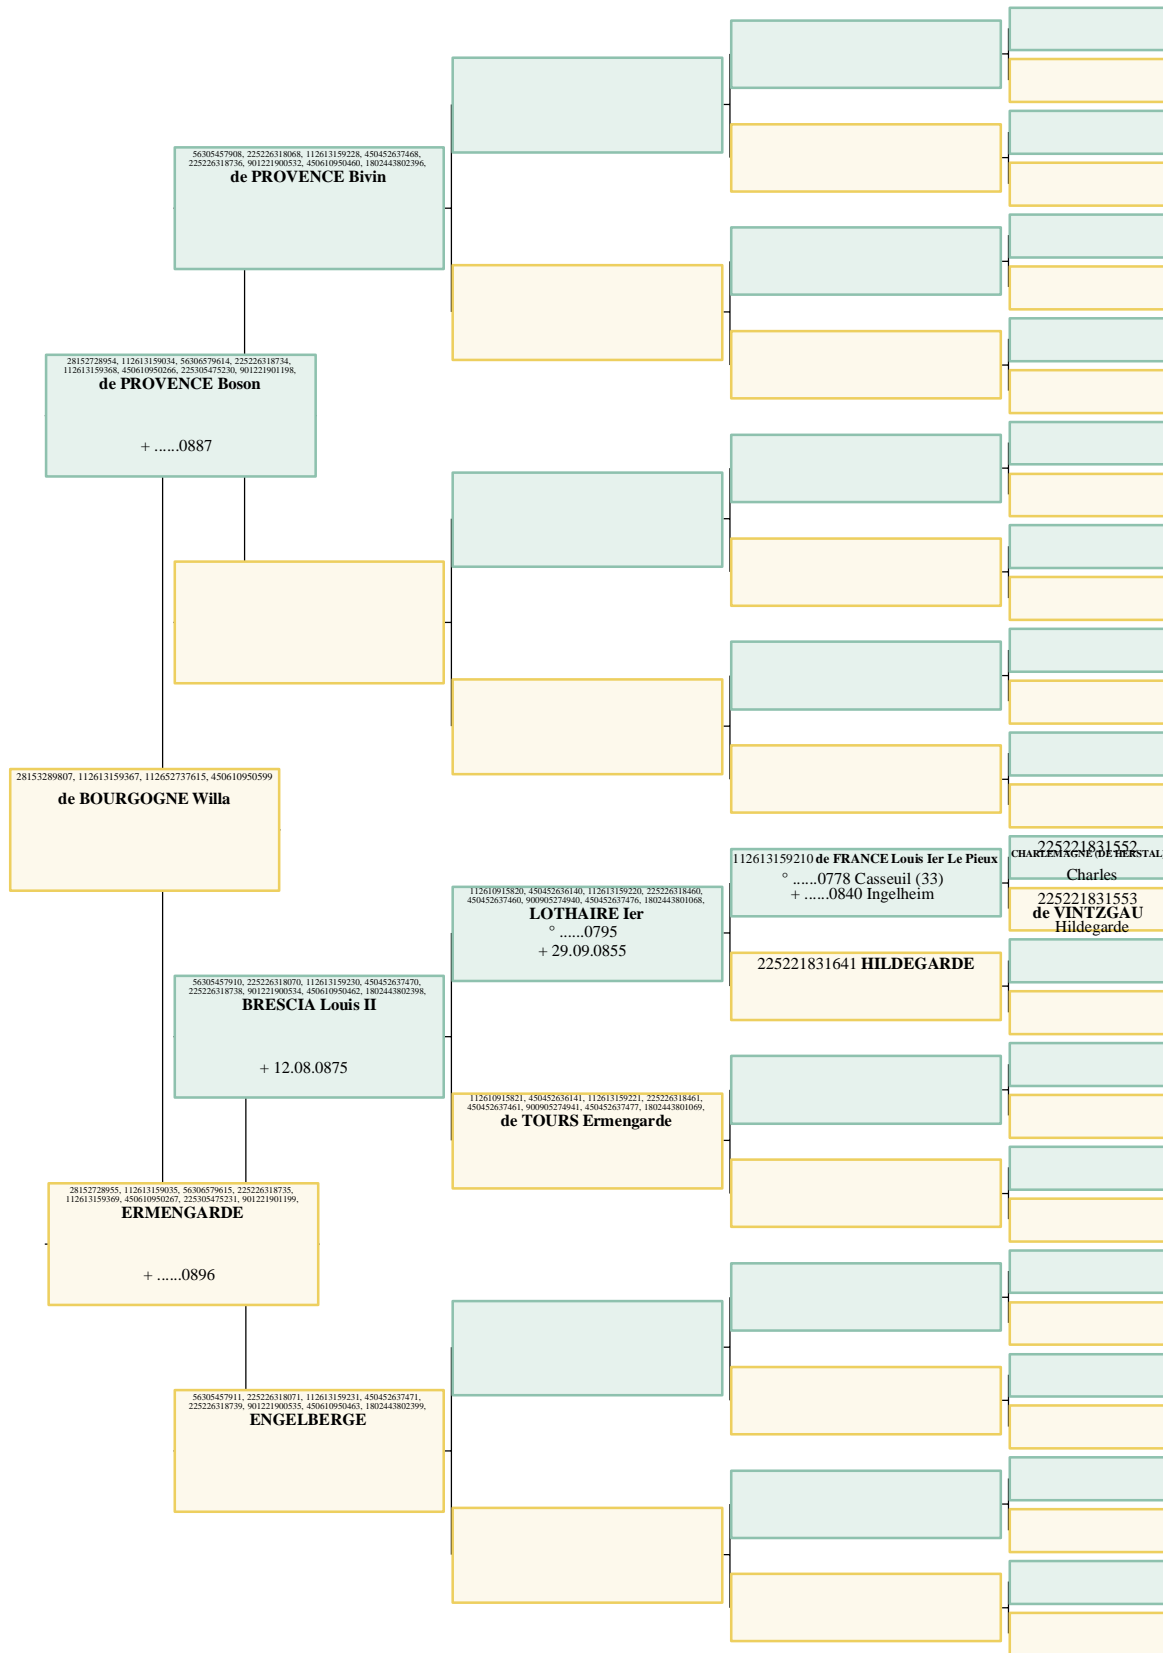 56305457908, 225226318068, 112613159228, 450452637468,
225226318736, 901221900532, 450610950460, 1802443802396,
de PROVENCE Bivin
28152728954, 112613159034, 56306579614, 225226318734,
112613159368, 450610950266, 225305475230, 901221901198,
de PROVENCE Boson
+ ......0887
28153289807, 112613159367, 112652737615, 450610950599
de BOURGOGNE Willa
112613159210 de FRANCE Louis Ier Le Pieux
° ......0778 Casseuil (33)
+ ......0840 Ingelheim
225221831552
CHARLEMAGNE (DE HERSTAL)
Charles
225221831553
de VINTZGAU
Hildegarde
112610915820, 450452636140, 112613159220, 225226318460,
450452637460, 900905274940, 450452637476, 1802443801068,
LOTHAIRE Ier
° ......0795
+ 29.09.0855
225221831641 HILDEGARDE
56305457910, 225226318070, 112613159230, 450452637470,
225226318738, 901221900534, 450610950462, 1802443802398,
BRESCIA Louis II
+ 12.08.0875
112610915821, 450452636141, 112613159221, 225226318461,
450452637461, 900905274941, 450452637477, 1802443801069,
de TOURS Ermengarde
28152728955, 112613159035, 56306579615, 225226318735,
112613159369, 450610950267, 225305475231, 901221901199,
ERMENGARDE
+ ......0896
56305457911, 225226318071, 112613159231, 450452637471,
225226318739, 901221900535, 450610950463, 1802443802399,
ENGELBERGE